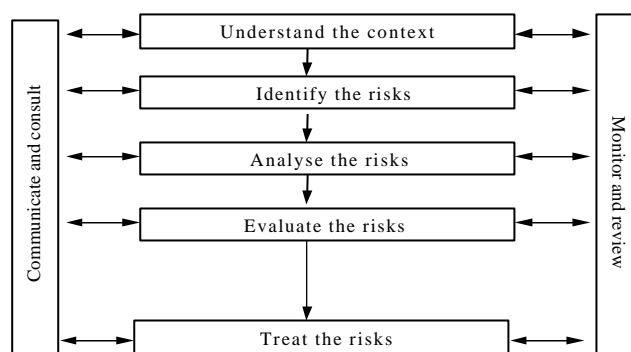 Understand the context
Identify the risks
Analyse the risks
Evaluate the risks
Treat the risks
Communicate and consult
Monitor and review